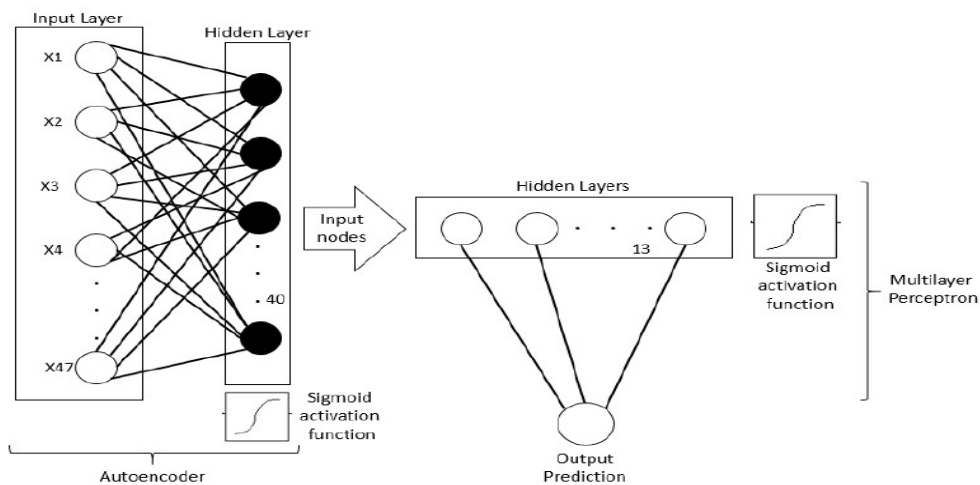 Input Layer
Hidden Layer
X1
X2
X3
X4
X47
40
Sigmoid
activation
function
Autoencoder
Input
nodes
Hidden Layers
13
Sigmoid
activation
function
Multilayer
Perceptron
Output
Prediction